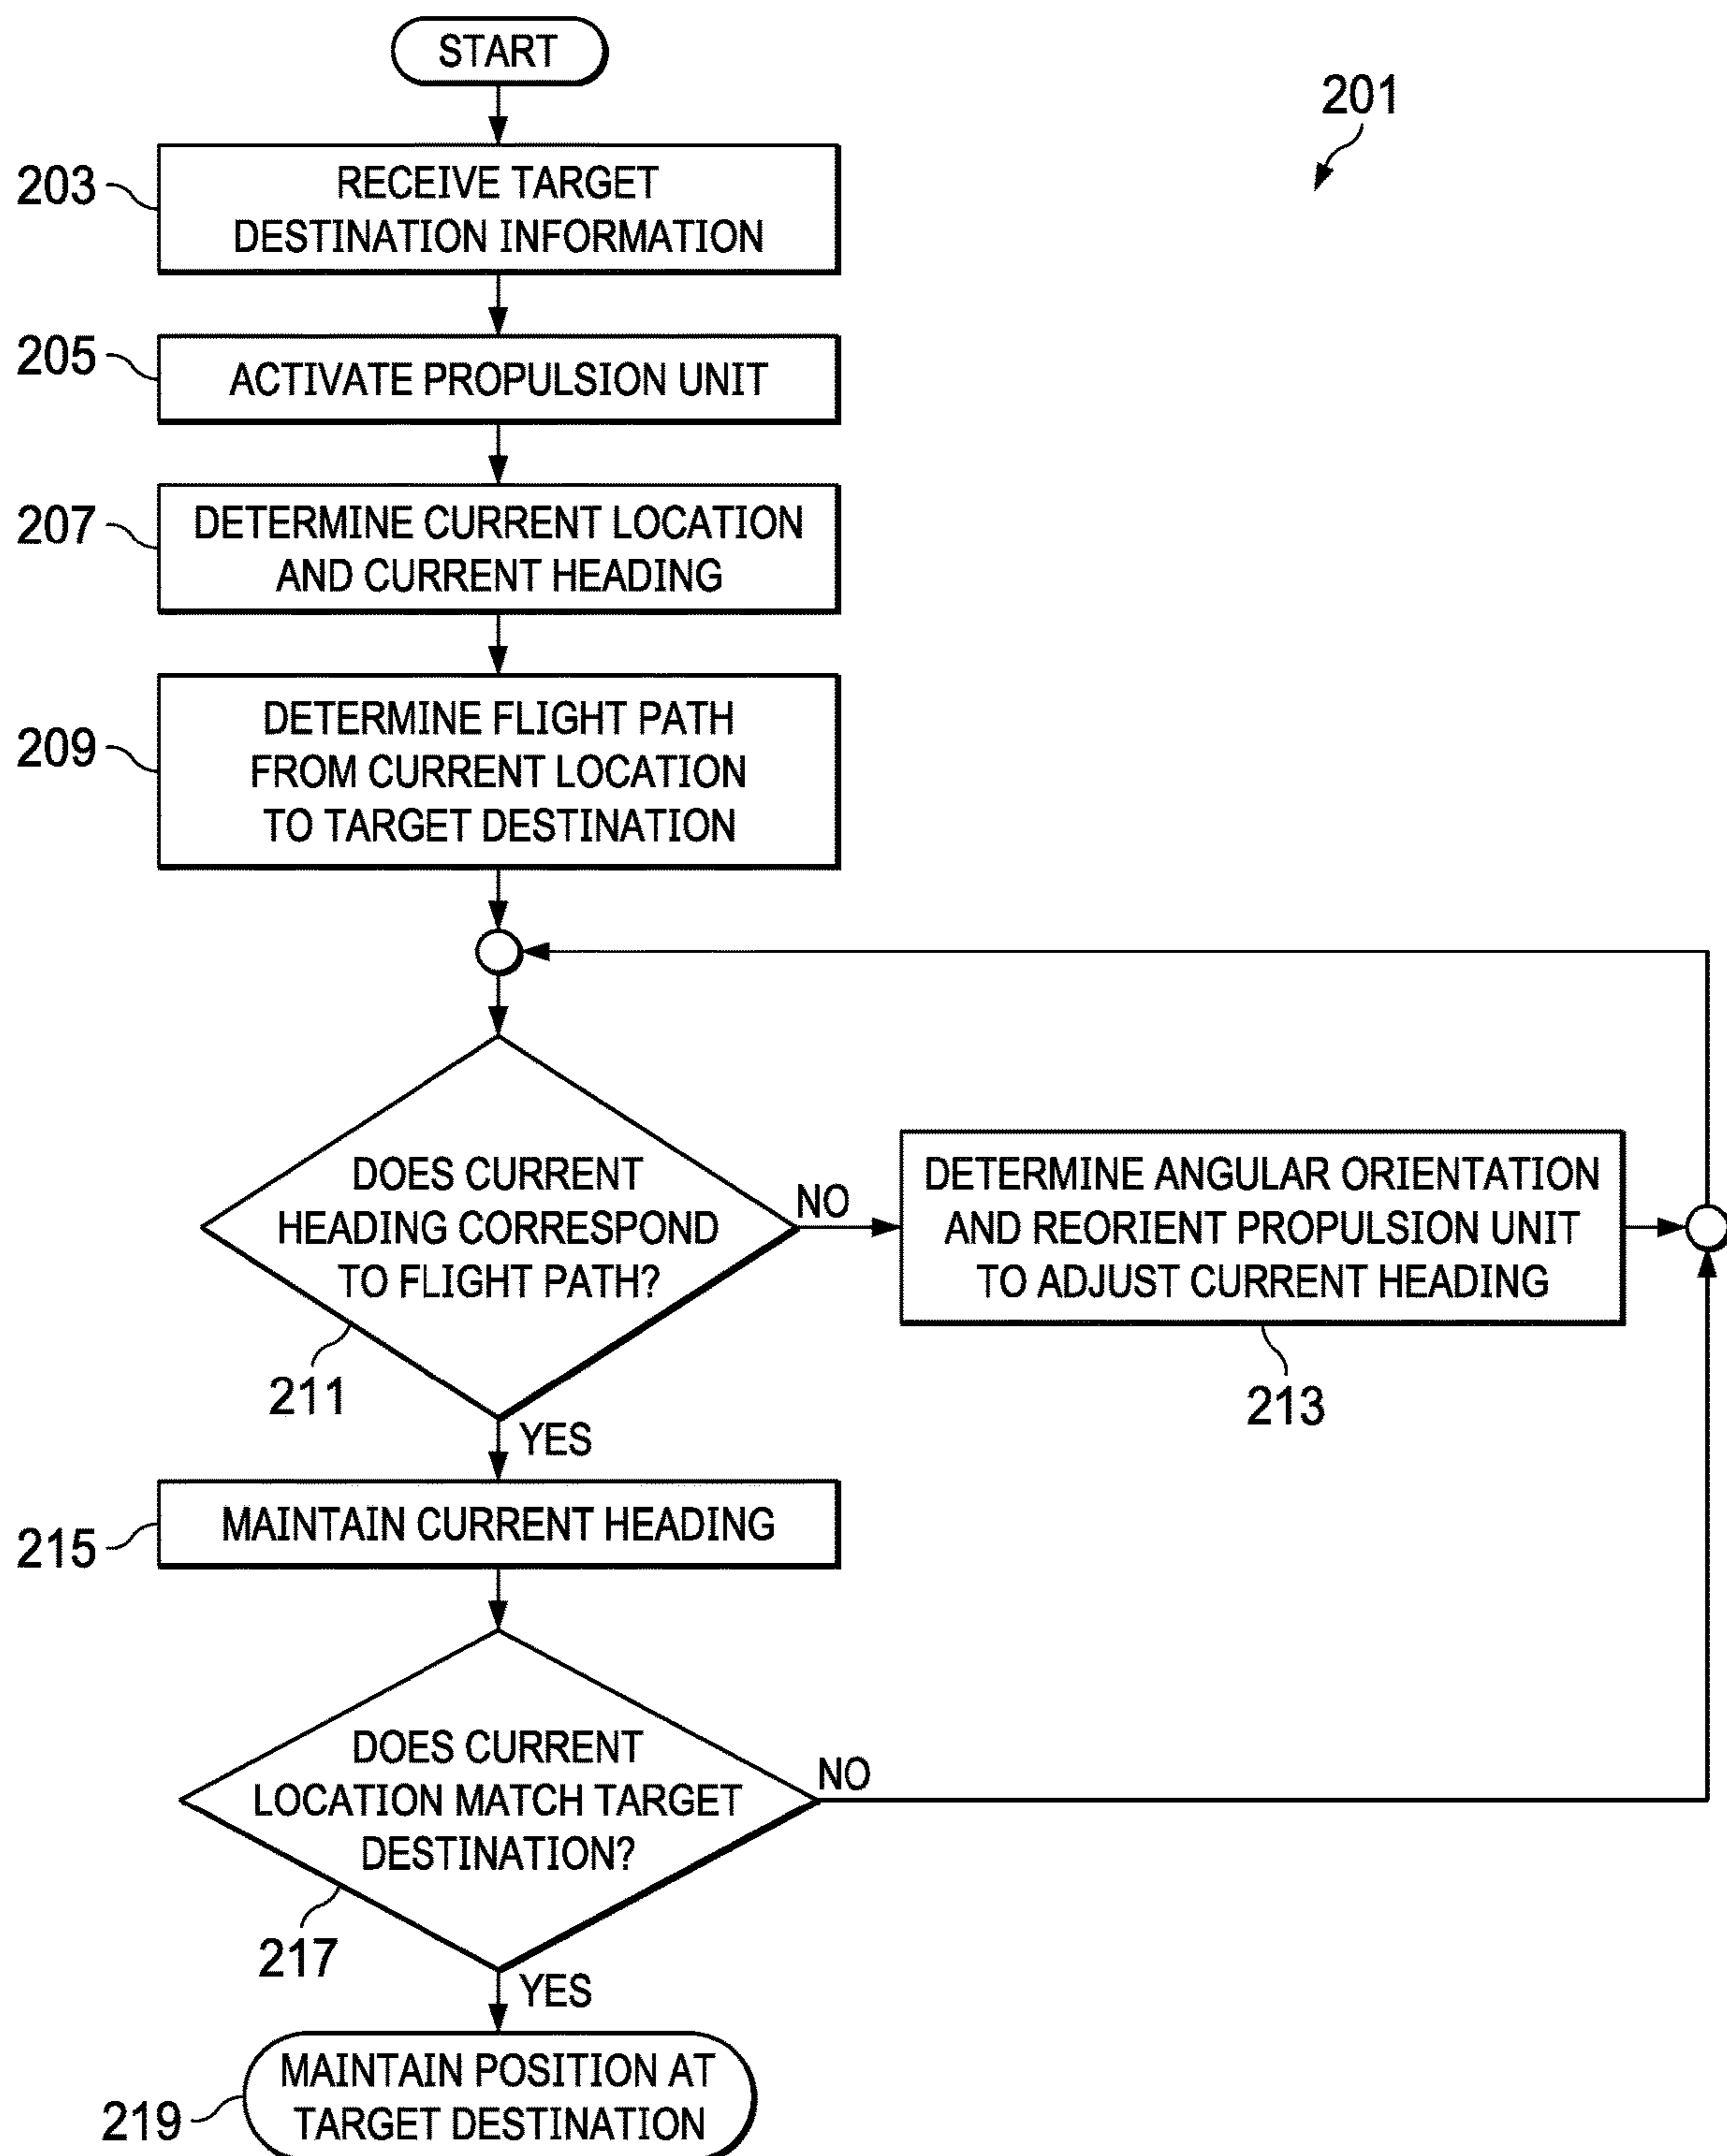 START
201
203
RECEIVE TARGET
DESTINATION INFORMATION
205
ACTIVATE PROPULSION UNIT
207
DETERMINE CURRENT LOCATION
AND CURRENT HEADING
209
DETERMINE FLIGHT PATH
FROM CURRENT LOCATION
TO TARGET DESTINATION
DOES CURRENT
HEADING CORRESPOND
TO FLIGHT PATH?
211
NO
DETERMINE ANGULAR ORIENTATION
AND REORIENT PROPULSION UNIT
TO ADJUST CURRENT HEADING
213
YES
215
MAINTAIN CURRENT HEADING
DOES CURRENT
LOCATION MATCH TARGET
DESTINATION?
217
NO
YES
219
MAINTAIN POSITION AT
TARGET DESTINATION